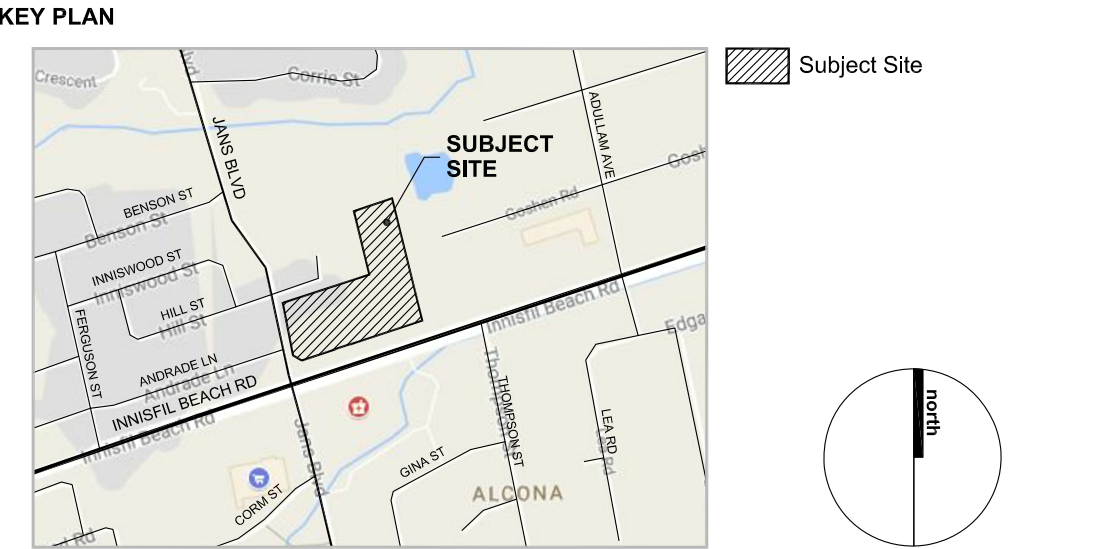 KEY PLAN
Subject Site
Crescent
lvd
Corrie St
JANS BLVD
ADULLAM AVE
SUBJECT
SITE
Gosh
Goshen Rd
BENSON ST
Benson St
INNISWOOD ST
Inniswood St
HILL ST
Hill St
FERGUSON ST
ANDRADE LN
Andrade Ln
INNISFIL BEACH RD
Innisfil Beach Rd
Innisfil Beach Rd
Edga
Thompson St
THOMPSON ST
LEA RD
Jans Blvd
GINA ST
CORM ST
ALCONA
Rd
north